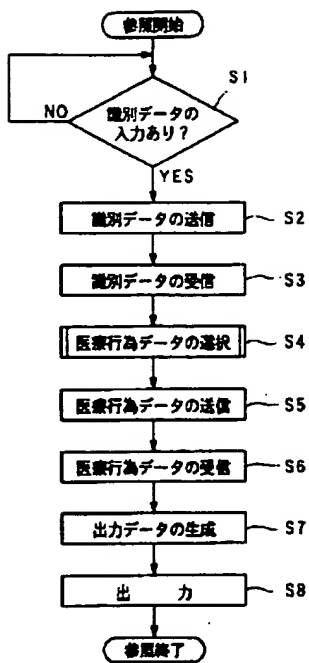 参照開始
S1
NO
識別データの
入力あり?
YES
識別データの送信
S2
識別データの受信
S3
医療行為データの選択
S4
医療行為データの送信
S5
医療行為データの受信
S6
出力データの生成
S7
出 力
S8
参照終了